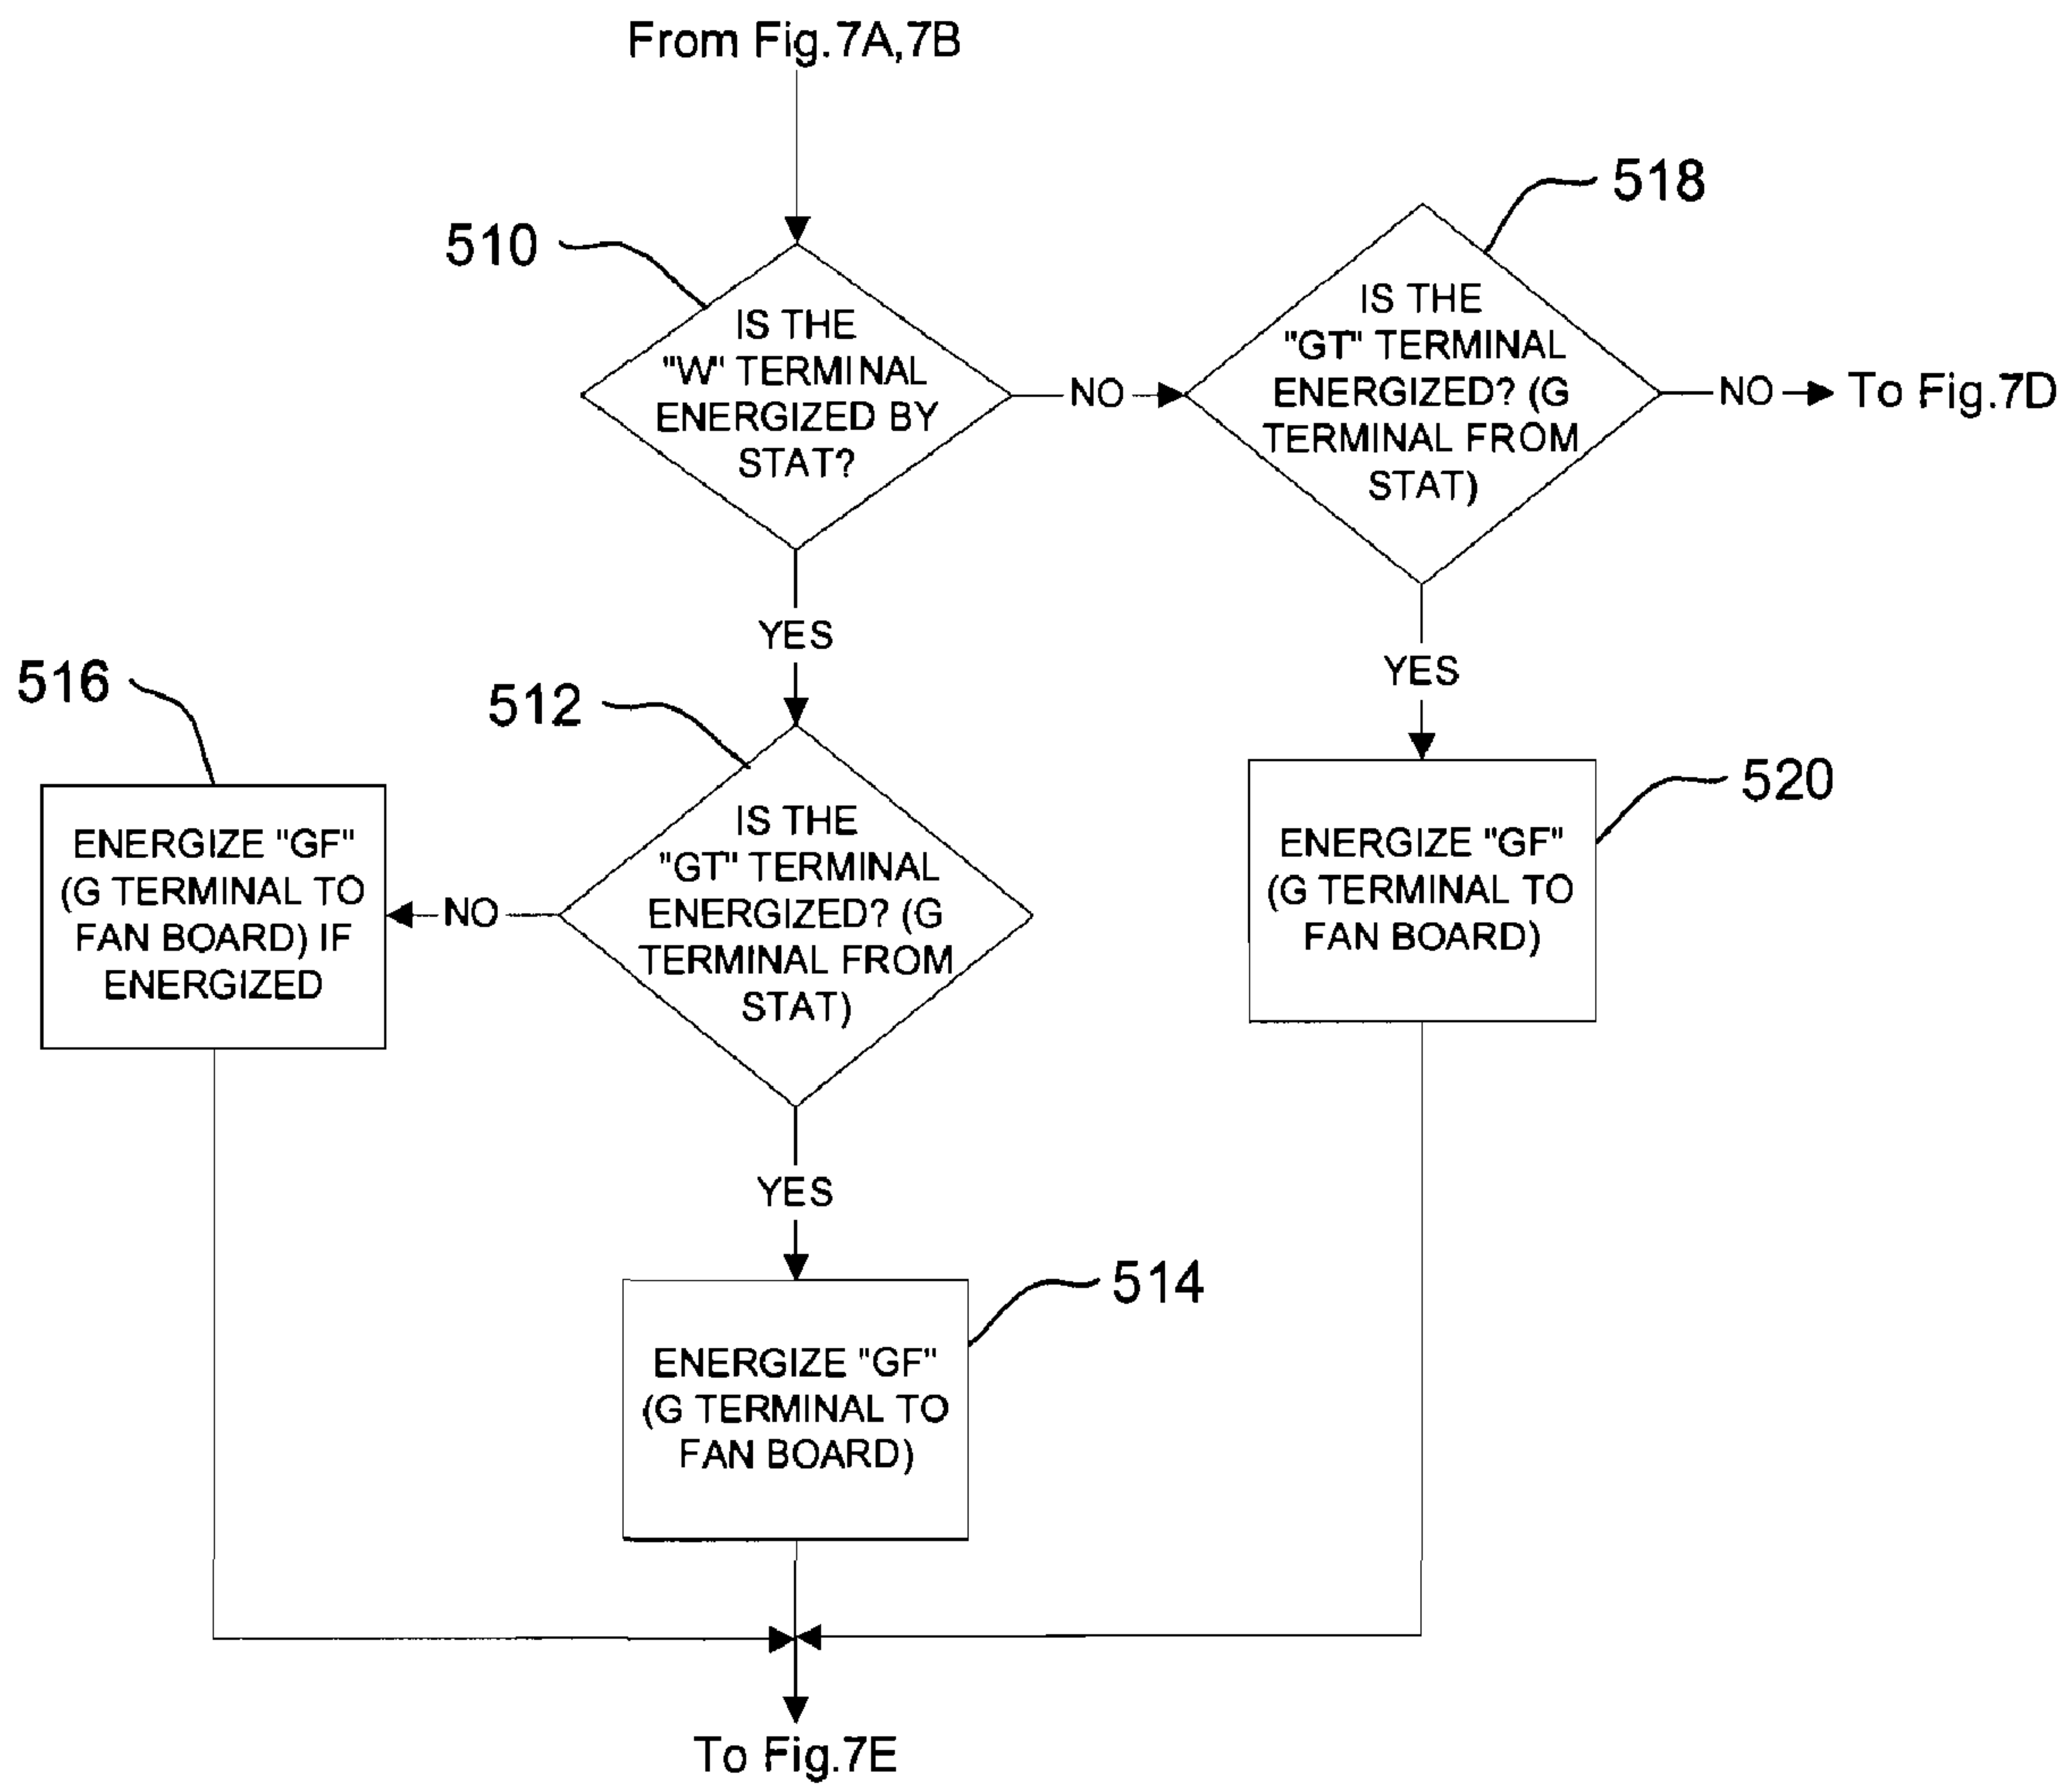 From Fig.7A,7B
510
IS THE
"W" TERMINAL
ENERGIZED BY
STAT?
NO
518
IS THE
"GT" TERMINAL
ENERGIZED? (G
TERMINAL FROM
STAT)
NO
To Fig.7D
YES
YES
516
ENERGIZE "GF"
(G TERMINAL TO
FAN BOARD) IF
ENERGIZED
NO
512
IS THE
"GT" TERMINAL
ENERGIZED? (G
TERMINAL FROM
STAT)
520
ENERGIZE "GF"
(G TERMINAL TO
FAN BOARD)
YES
514
ENERGIZE "GF"
(G TERMINAL TO
FAN BOARD)
To Fig.7E